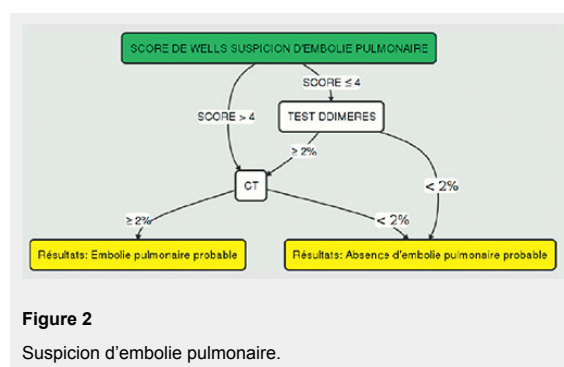 SCORE DE WELLS SUSPICION D'EMBOLIE PULMONAIRE
SCORE ≤ 4
SCORE > 4
TEST DDIMERES
≥ 2%
CT
< 2%
≥ 2%
< 2%
Résultats: Embolie pulmonaire probable
Résultats: Absence d'embolie pulmonaire probable
Figure 2
Suspicion d'embolie pulmonaire.